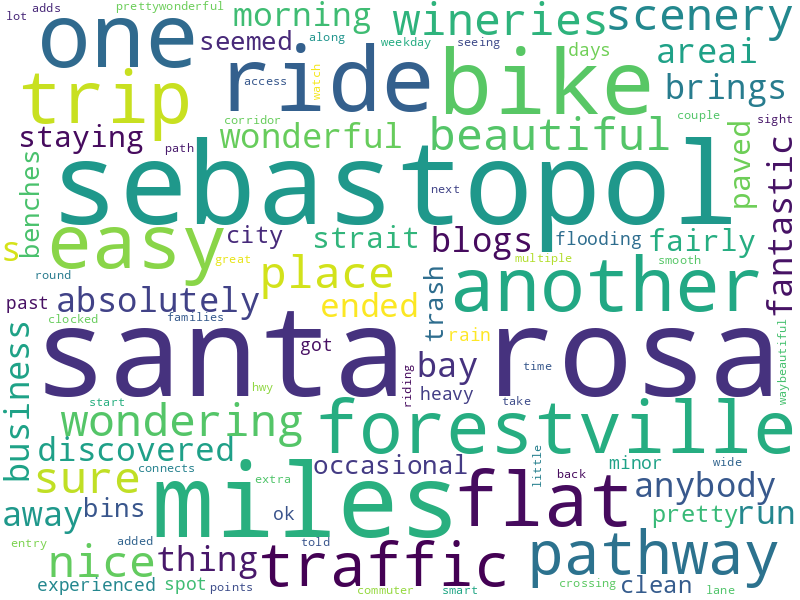 lot adds prettywonderful morning wineries scenery
one seemed along weekday seeing days areai
trip ride bike brings
access watch
staying corridor wonderful beautiful couple sight
path paved fantastic
benches sebastopol next
s easy city strait blogs flooding fairly
great multiple smooth
round place another
past absolutely ended trash
clocked families rain waybeautiful
santa rosa got
business bay time
hwy riding heavy take
start wondering forestville
discovered occasional little minor wide
connects
sure miles extra flat back anybody
away bins ok pretty run
entry added told pathway
nice thing traffic
experienced spot points commuter smart crossing clean lane